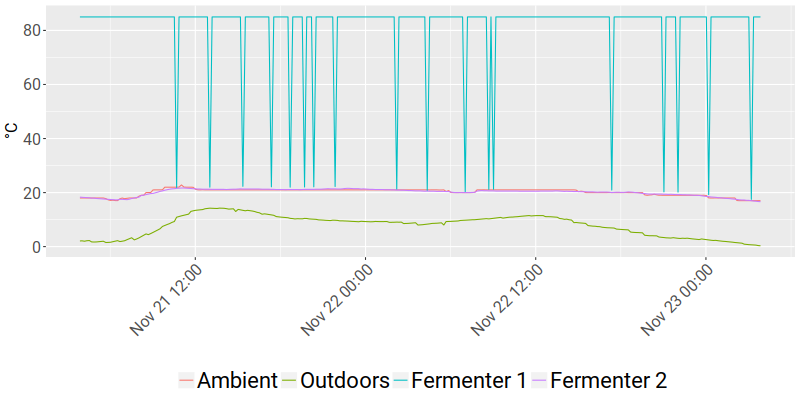 80
60
40
20
0
°C
Nov 21 12:00
Nov 22 00:00
Nov 22 12:00
Nov 23 00:00
Ambient Outdoors Fermenter 1 Fermenter 2